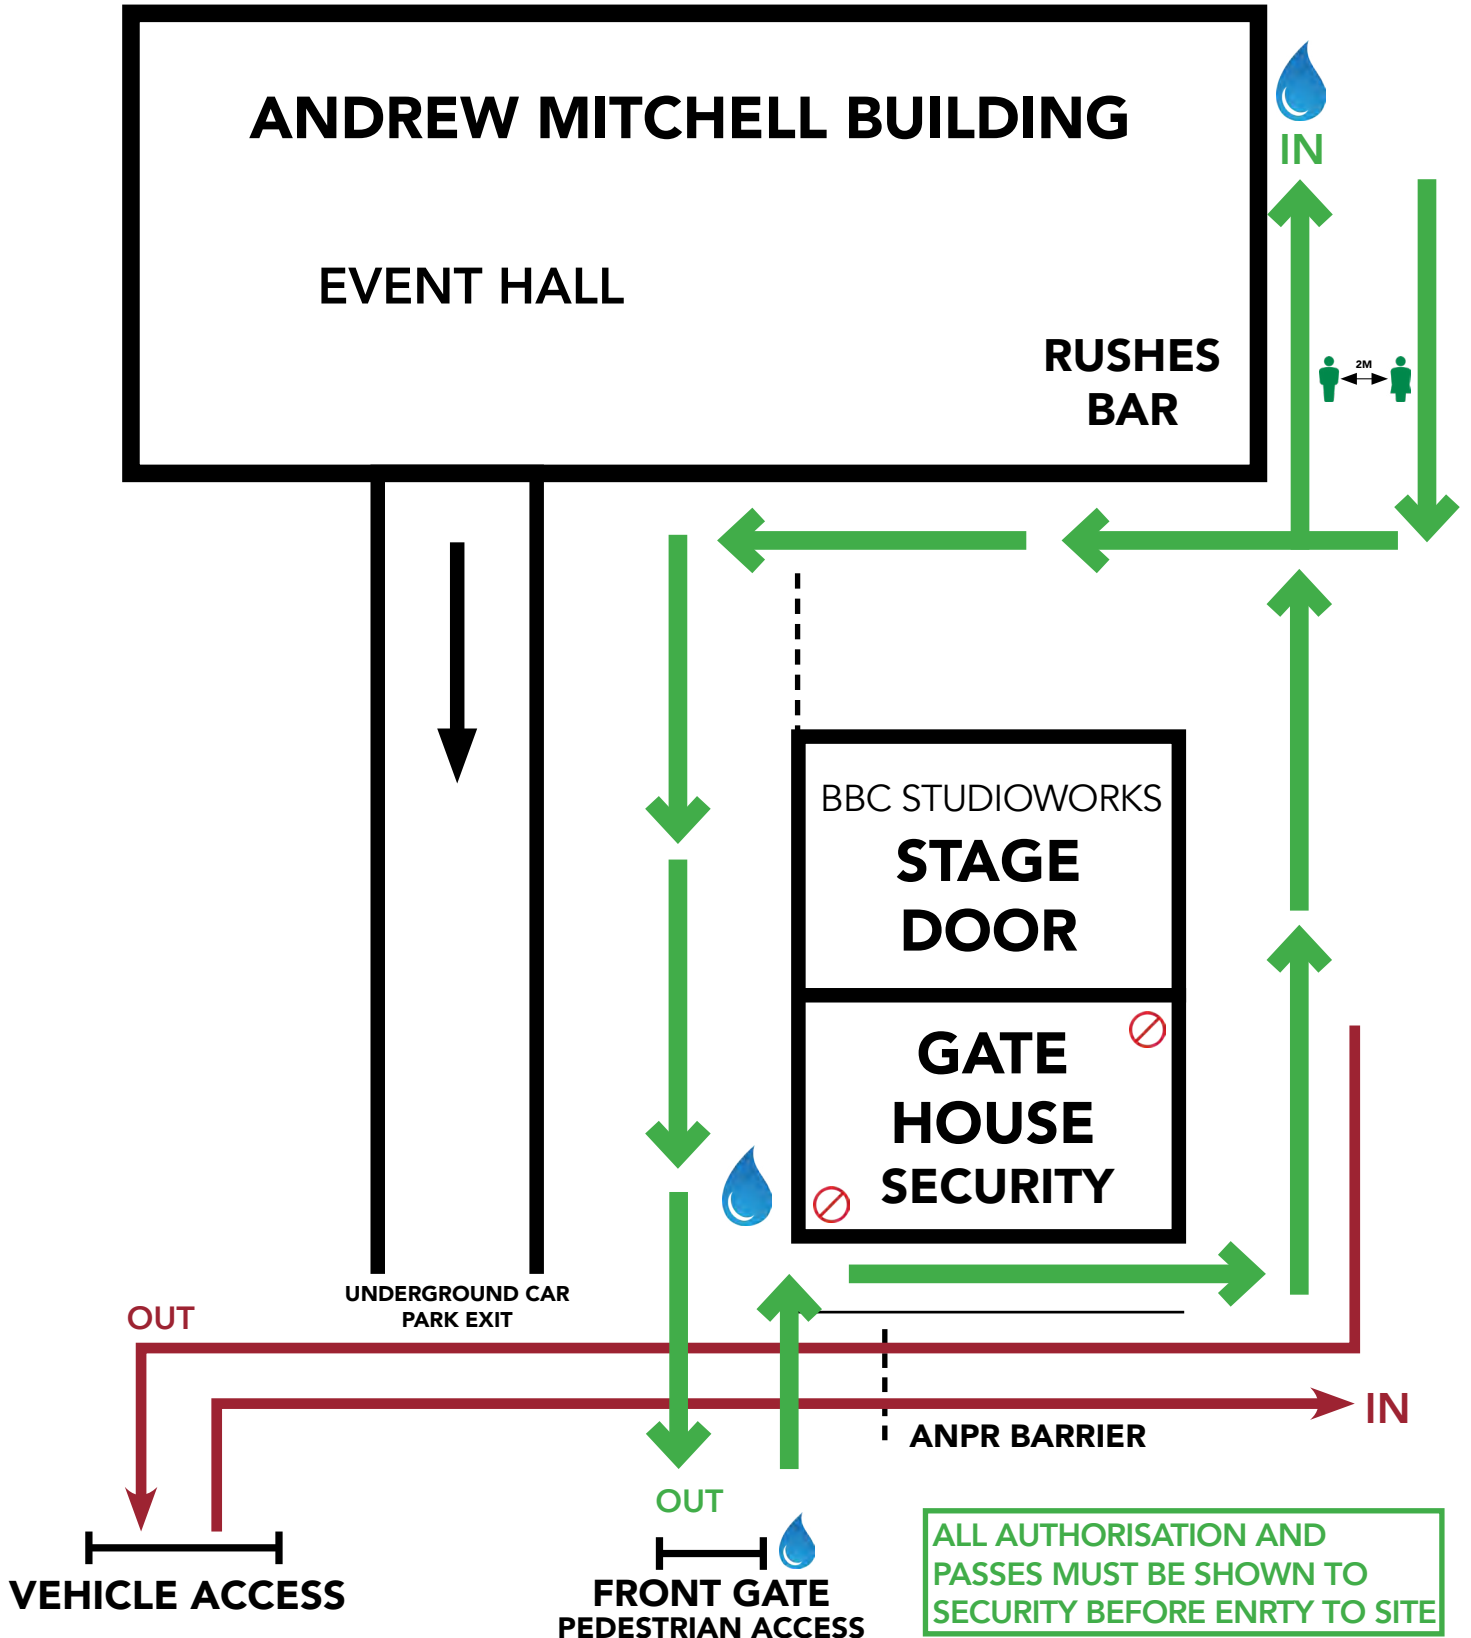 ANDREW MITCHELL BUILDING
IN
EVENT HALL
RUSHES
BAR
2M
BBC STUDIOWORKS
STAGE
DOOR
GATE
HOUSE
SECURITY
UNDERGROUND CAR
PARK EXIT
OUT
IN
ANPR BARRIER
OUT
VEHICLE ACCESS
FRONT GATE
PEDESTRIAN ACCESS
ALL AUTHORISATION AND
PASSES MUST BE SHOWN TO
SECURITY BEFORE ENRTY TO SITE